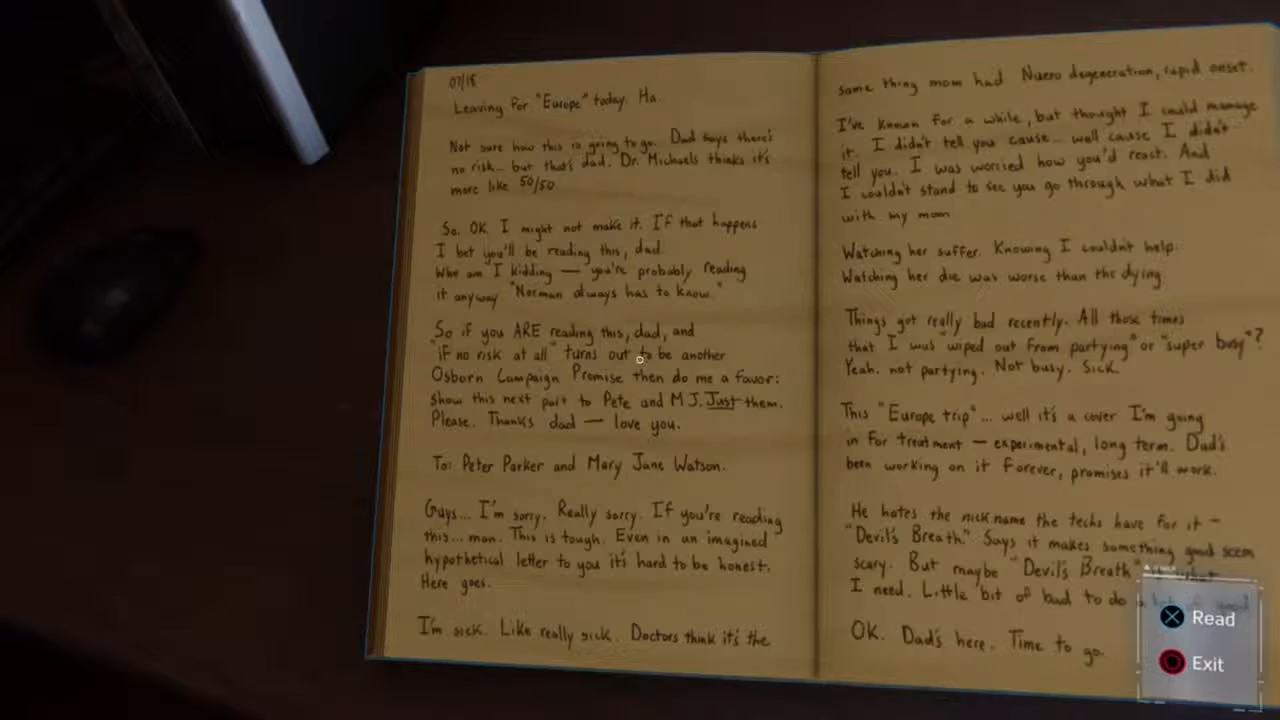 07/18
Leaving For "Europe" today. Ha.
Not sure how this is going to go. Dad says there's
no risk... but that's dad. Dr. Michaels thinks it's
more like 50/50
So. OK. I might not make it. If that happens
I bet you'll be reading this, dad.
Who am I kidding — you're probably reading
it anyway. "Norman always has to know."
So if you ARE reading this, dad, and
"if no risk at all" turns out to be another
Osborn Campaign Promise then do me a favor:
show this next part to Pete and MJ. Just them.
Please. Thanks dad — love you.
To: Peter Parker and Mary Jane Watson.
Guys... I'm sorry. Really sorry. If you're reading
this... man. This is tough. Even in an imagined
hypothetical letter to you it's hard to be honest.
Here goes.
I'm sick. Like really sick. Doctors think it's the
same thing mom had Nuero degeneration, rapid onset.
I've known for a while, but thought I could manage
it. I didn't tell you cause... well cause I didn't
tell you. I was worried how you'd react. And
I couldn't stand to see you go through what I did
with my mom
Watching her suffer. Knowing I couldn't help.
Watching her die was worse than the dying
Things got really bad recently. All those times
that I was "wiped out from partying" or "super busy"?
Yeah. not partying. Not busy. Sick.
This "Europe trip"... well it's a cover I'm going
in for treatment — experimental, long term. Dad's
been working on it forever, promises it'll work.
He hates the nickname the techs have for it —
"Devil's Breath." Says it makes something good seem
scary. But maybe "Devil's Breath"
I need. Little bit of bad to do a
OK. Dad's here. Time to go.
Read
Exit